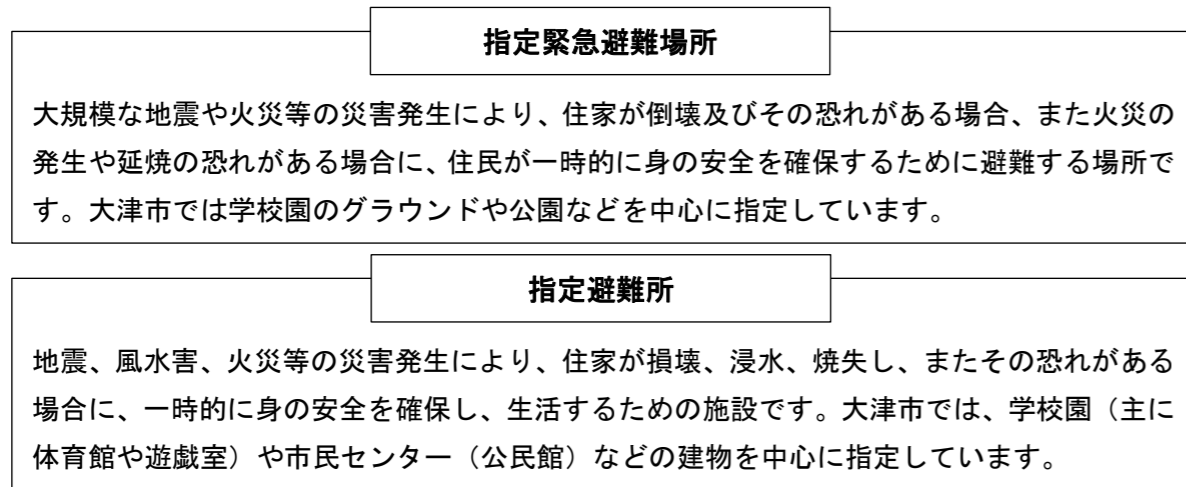 指定緊急避難場所
大規模な地震や火災等の災害発生により、住家が倒壊及びその恐れがある場合、また火災の
発生や延焼の恐れがある場合に、住民が一時的に身の安全を確保するために避難する場所で
す。大津市では学校園のグラウンドや公園などを中心に指定しています。
指定避難所
地震、風水害、火災等の災害発生により、住家が損壊、浸水、焼失し、またその恐れがある
場合に、一時的に身の安全を確保し、生活するための施設です。大津市では、学校園（主に
体育館や遊戯室）や市民センター（公民館）などの建物を中心に指定しています。